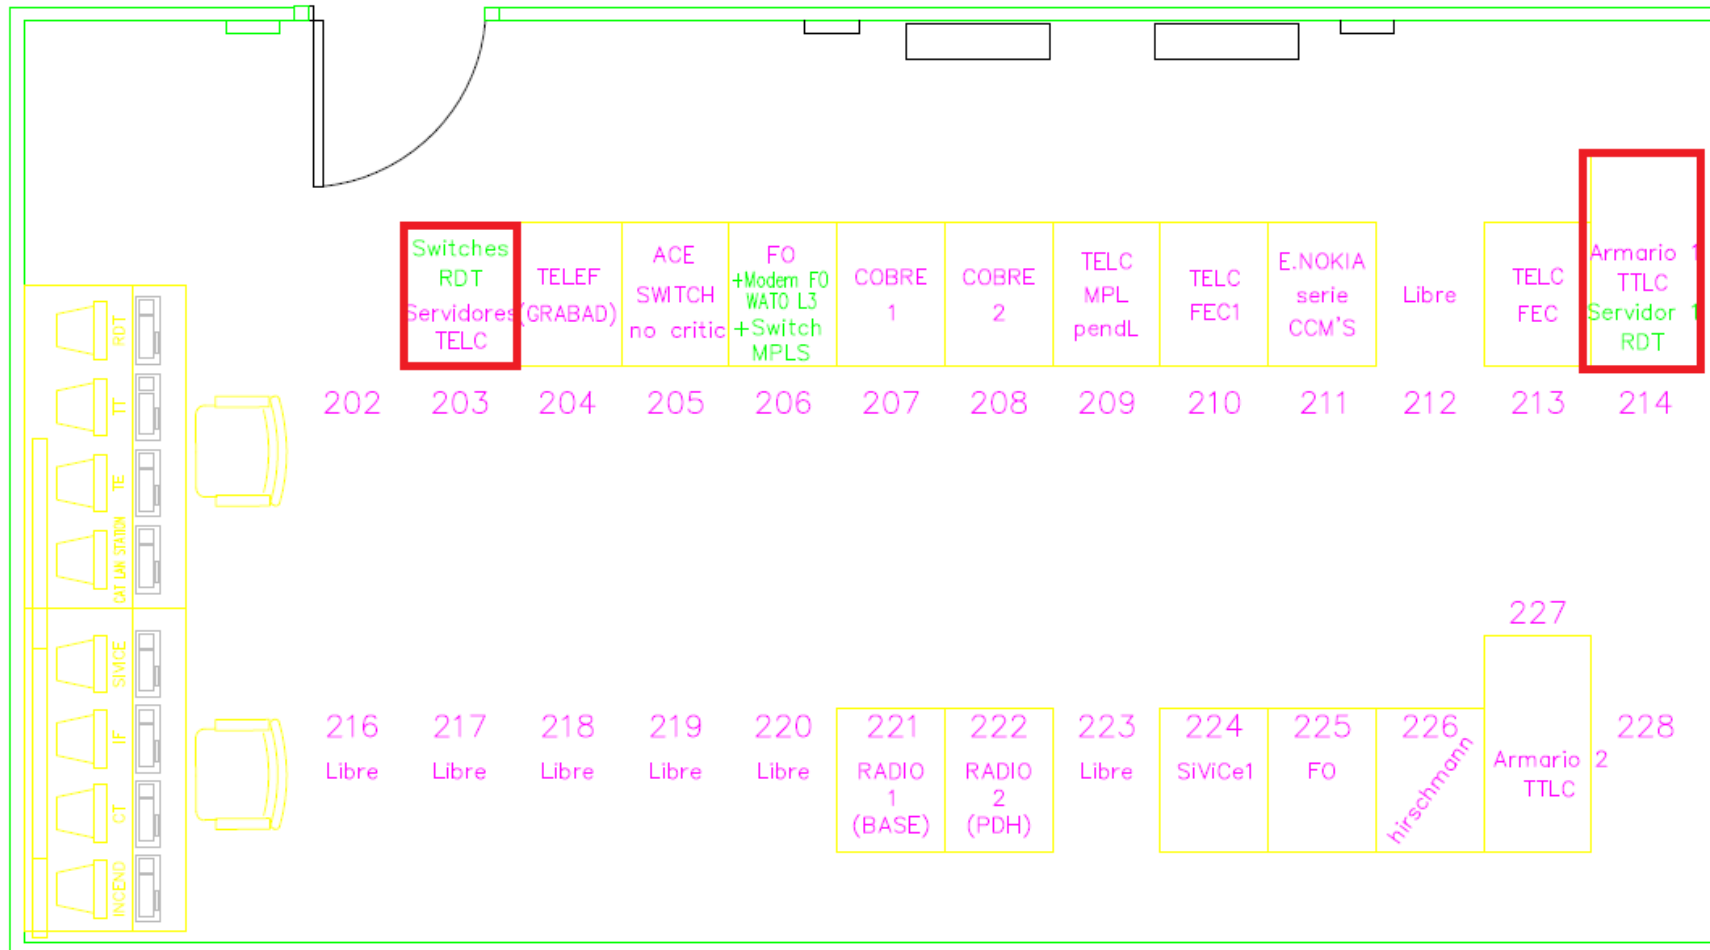 Switches
RDT
Servidores
TELC
TELEF
(GRABAD)
ACE
SWITCH
no critic
FO
+Modem FO
WATO L3
+Switch
MPLS
COBRE
1
COBRE
2
TELC
MPL
pendL
TELC
FEC1
E.NOKIA
serie
CCM'S
Libre
TELC
FEC
Armario 1
TTLC
Servidor 1
RDT
202 203 204 205 206 207 208 209 210 211 212 213 214
RDT
TT
TE
CAT LAN STATION
SIVICE
IF
CT
INCENO
227
216 217 218 219 220 221 222 223 224 225 226 228
Libre
Libre
Libre
Libre
Libre
RADIO
1
(BASE)
RADIO
2
(PDH)
Libre
SiViCe1
FO
hirschmann
Armario 2
TTLC